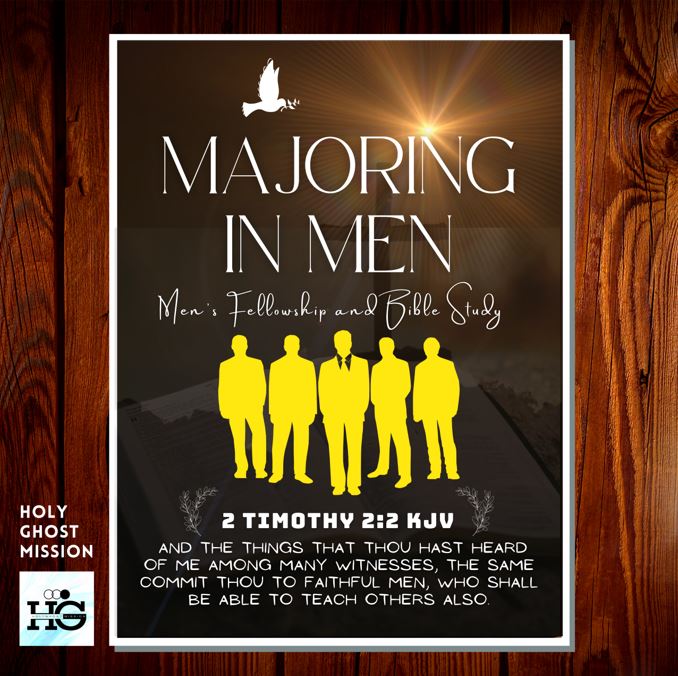 MAJORING
IN MEN
Men's Fellowship and Bible Study
2 TIMOTHY 2:2 KJV
AND THE THINGS THAT THOU HAST HEARD
OF ME AMONG MANY WITNESSES, THE SAME
COMMIT THOU TO FAITHFUL MEN, WHO SHALL
BE ABLE TO TEACH OTHERS ALSO.
HOLY
GHOST
MISSION
HG